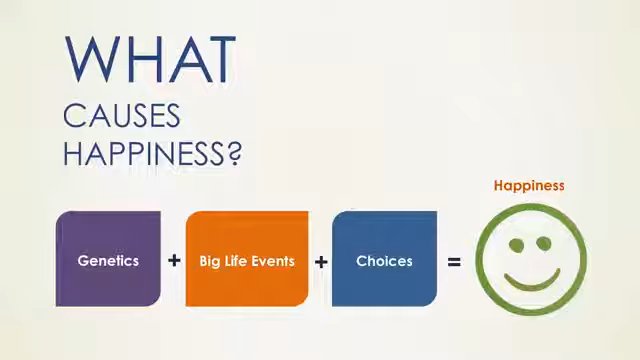 WHAT
CAUSES
HAPPINESS?
Happiness
Genetics + Big Life Events + Choices =